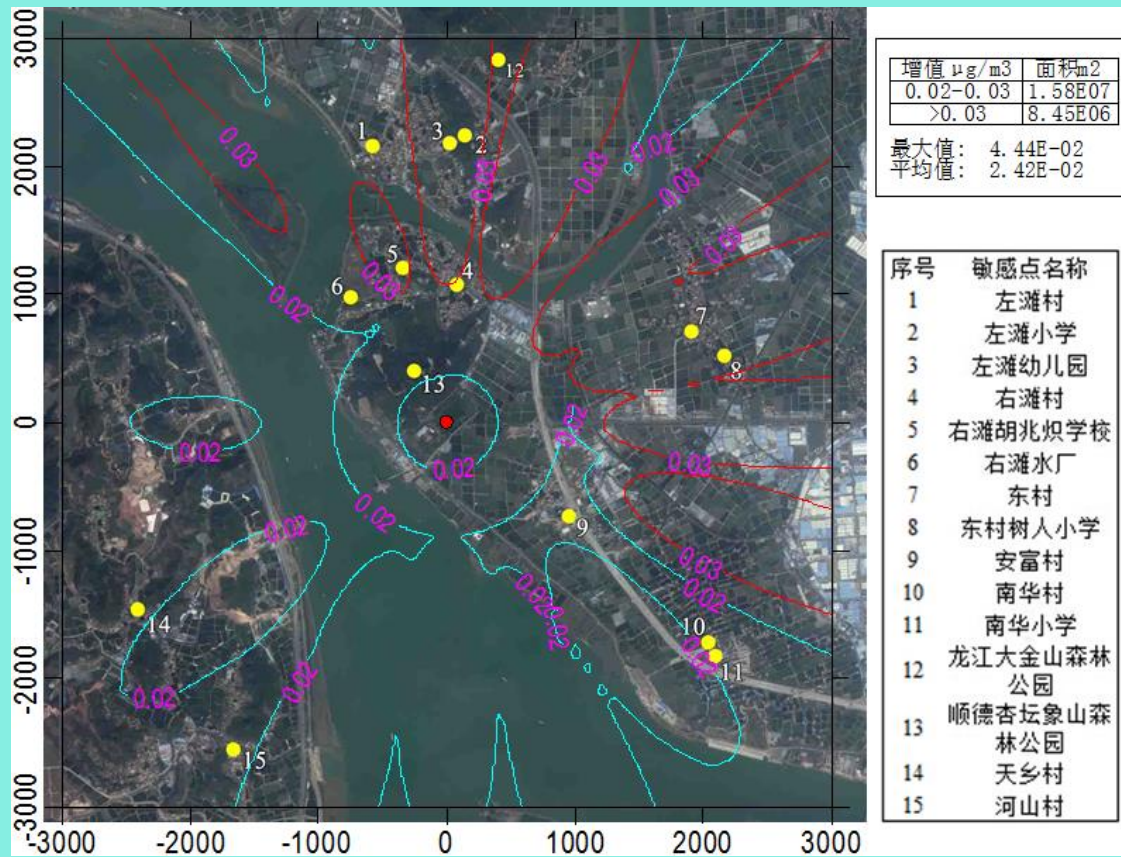 增值μg/m3 面积m2
0.02-0.03 1.58E07
>0.03 8.45E06
最大值: 4.44E-02
平均值: 2.42E-02
序号 敏感点名称
1 左滩村
2 左滩小学
3 左滩幼儿园
4 右滩村
5 右滩胡兆炽学校
6 右滩水厂
7 东村
8 东村树人小学
9 安富村
10 南华村
11 南华小学
12 龙江大金山森林
公园
13 顺德杏坛象山森
林公园
14 天乡村
15 河山村
3000
2000
1000
0
-1000
-2000
-3000
-3000 -2000 -1000 0 1000 2000 3000
12
1
3
2
0.03
0.03
0.03
0.02
0.03
0.03
5
4
0.03
6
0.02
7
8
13
0.02
0.02
0.02
0.03
0.02
9
0.02
0.03
0.02
0.02
0.02
14
10
0.02
11
0.02
0.02
15